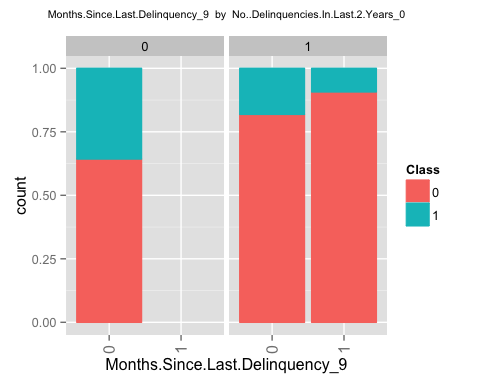 Months.Since.Last.Delinquency_9 by No..Delinquencies.In.Last.2.Years_0
0 1
1.00
0.75
0.50
0.25
0.00
count
0 1 0 1
Months.Since.Last.Delinquency_9
Class
0
1